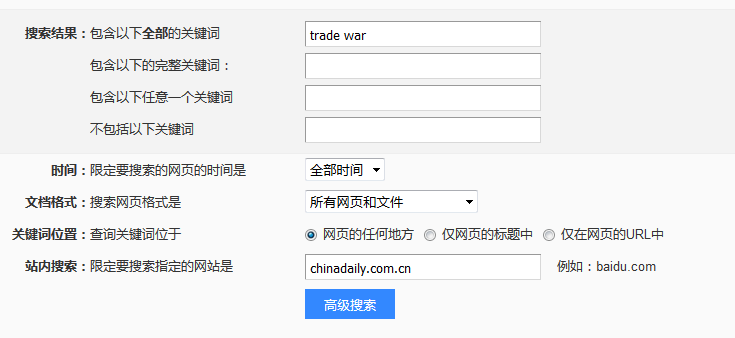 搜索结果：包含以下全部的关键词 trade war
包含以下的完整关键词：
包含以下任意一个关键词
不包括以下关键词
时间：限定要搜索的网页的时间是 全部时间
文档格式：搜索网页格式是 所有网页和文件
关键词位置：查询关键词位于 网页的任何地方 仅网页的标题中 仅在网页的URL中
站内搜索：限定要搜索指定的网站是 chinadaily.com.cn 例如：baidu.com
高级搜索